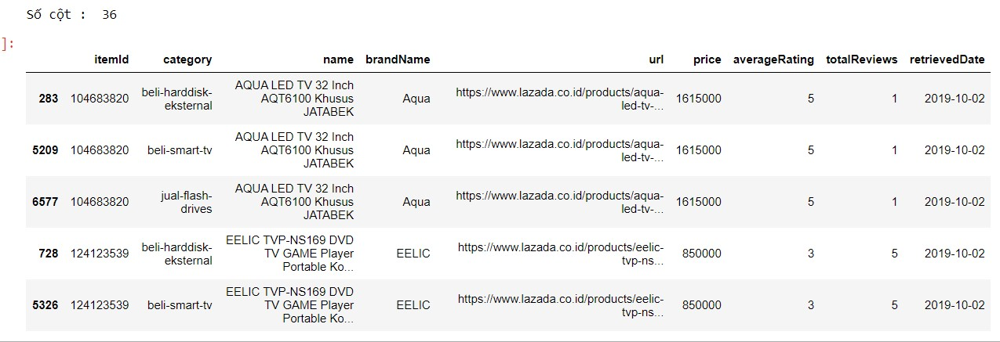 Số cột :  36
]:
itemId category name brandName url price averageRating totalReviews retrievedDate
AQUA LED TV 32 Inch
283 104683820 beli-harddisk- AQT6100 Khusus Aqua https://www.lazada.co.id/products/aqua- 1615000 5 1 2019-10-02
eksternal JATABEK led-tv-...
AQUA LED TV 32 Inch
5209 104683820 beli-smart-tv AQT6100 Khusus Aqua https://www.lazada.co.id/products/aqua- 1615000 5 1 2019-10-02
JATABEK led-tv-...
AQUA LED TV 32 Inch
6577 104683820 jual-flash- AQT6100 Khusus Aqua https://www.lazada.co.id/products/aqua- 1615000 5 1 2019-10-02
drives JATABEK led-tv-...
EELIC TVP-NS169 DVD
728 124123539 beli-harddisk- TV GAME Player EELIC https://www.lazada.co.id/products/eelic- 850000 3 5 2019-10-02
eksternal Portable Ko... tvp-ns...
EELIC TVP-NS169 DVD
5326 124123539 beli-smart-tv TV GAME Player EELIC https://www.lazada.co.id/products/eelic- 850000 3 5 2019-10-02
Portable Ko... tvp-ns...